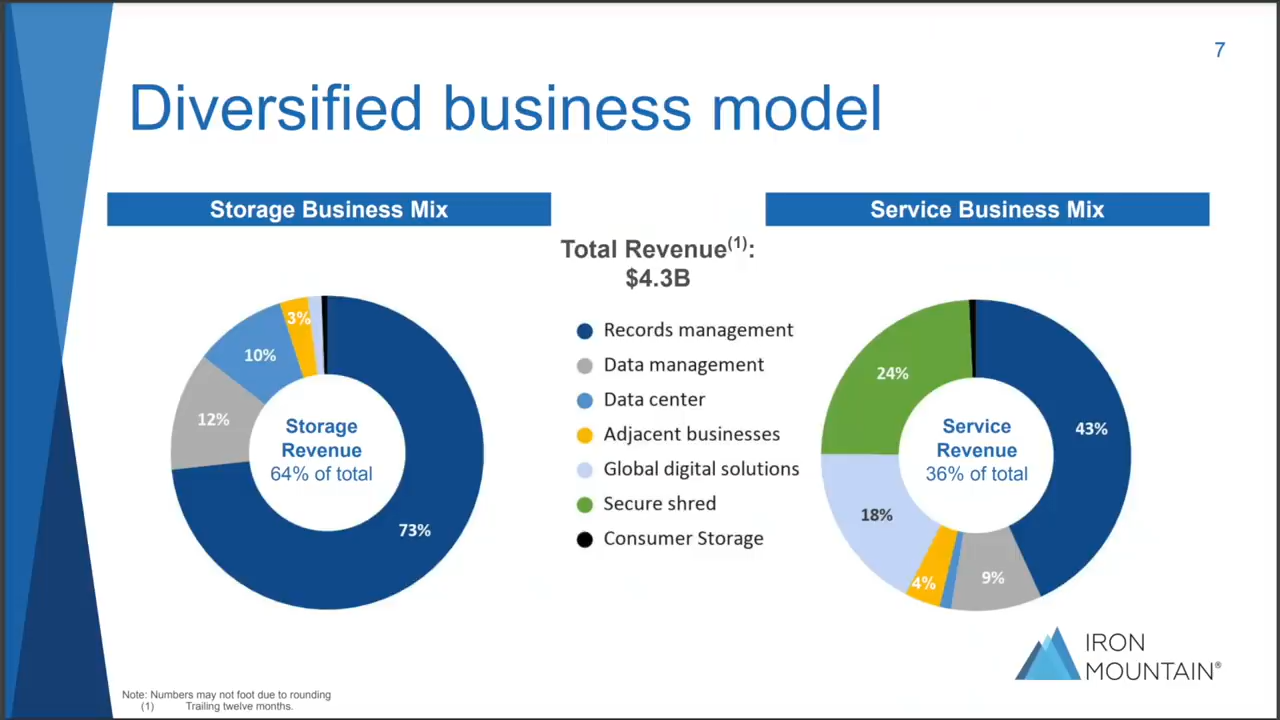 7
Diversified business model
Storage Business Mix
Service Business Mix
Total Revenue(1):
$4.3B
3%
10%
12%
73%
Storage
Revenue
64% of total
Records management
Data management
Data center
Adjacent businesses
Global digital solutions
Secure shred
Consumer Storage
24%
43%
18%
4%
9%
Service
Revenue
36% of total
IRON
MOUNTAIN®
Note: Numbers may not foot due to rounding
(1) Trailing twelve months.